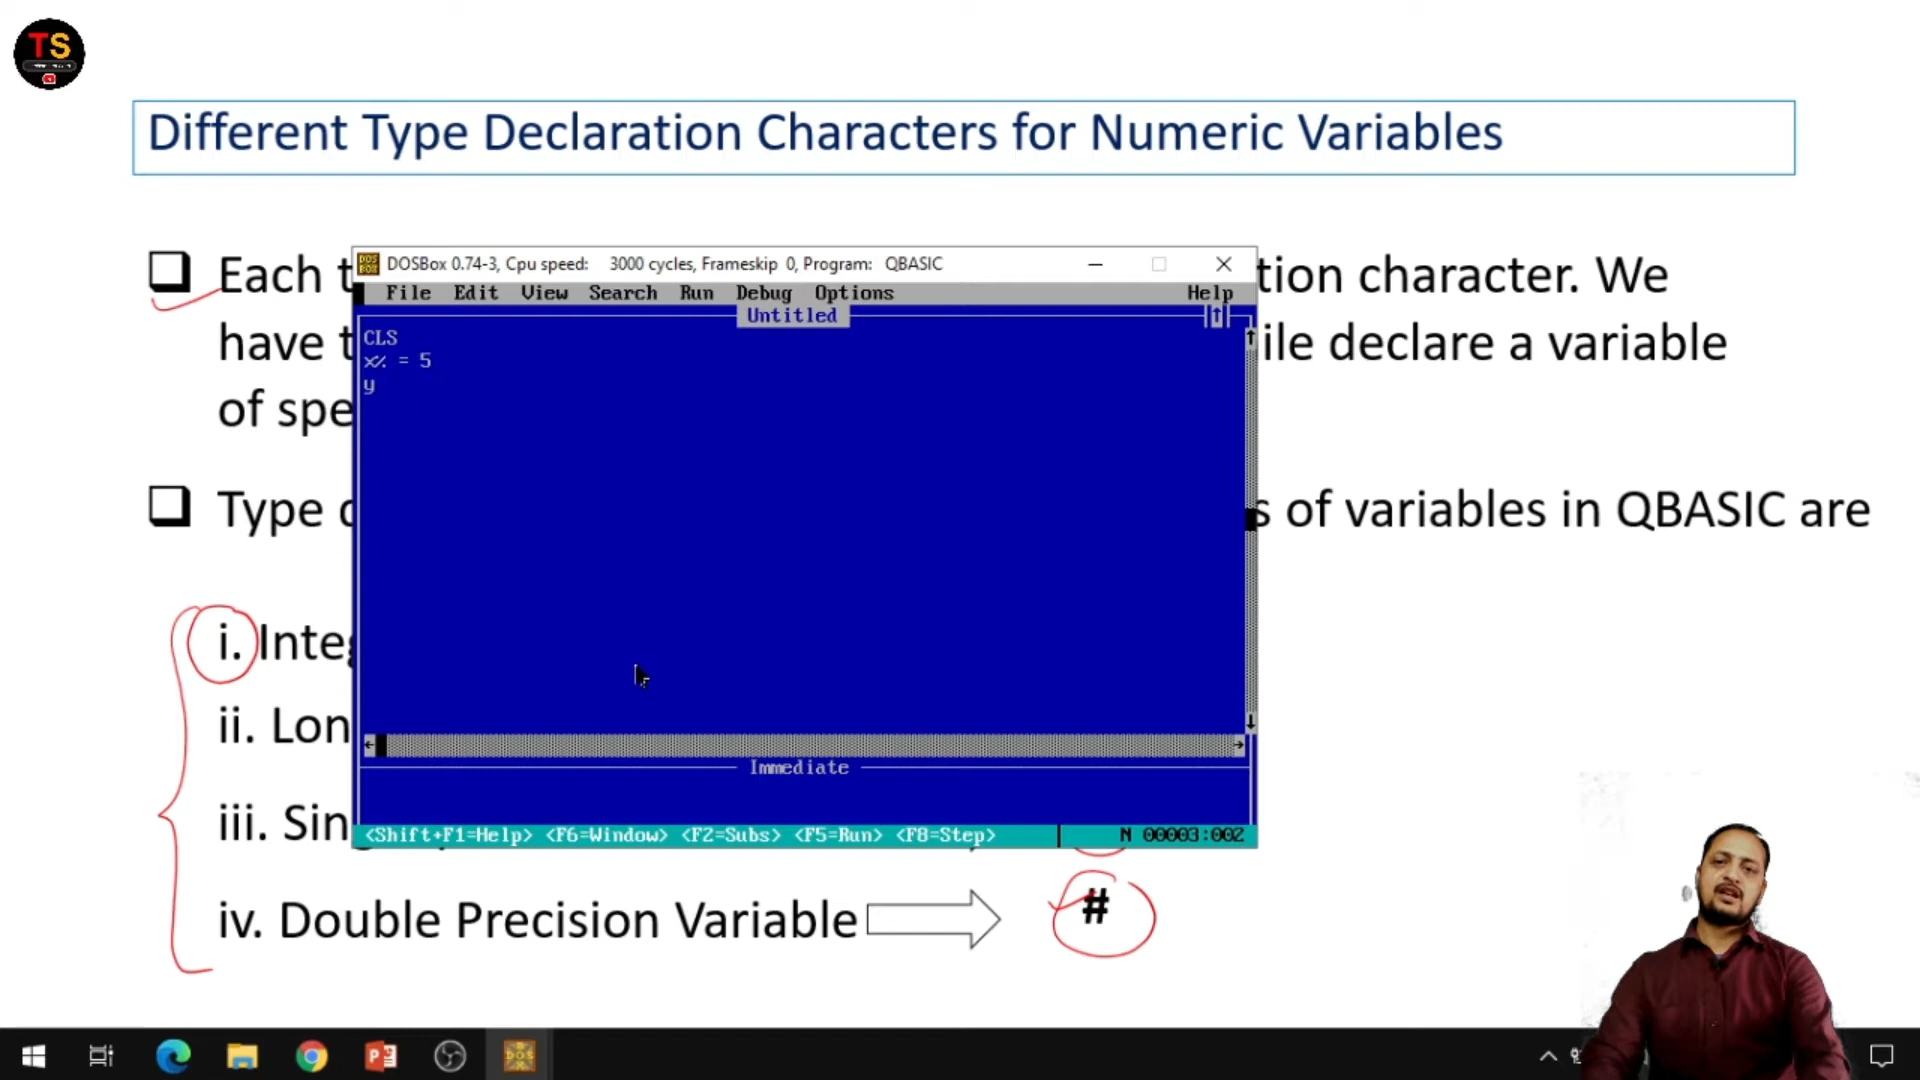 TS
Different Type Declaration Characters for Numeric Variables
Each t
tion character. We
have t
ile declare a variable
of spe
Type
s of variables in QBASIC are
i. Integ
ii. Lon
iii. Sin
iv. Double Precision Variable
#
DOSBox 0.74-3, Cpu speed: 3000 cycles, Frameskip 0, Program: QBASIC
File Edit View Search Run Debug Options Help
Untitled
CLS
x% = 5
y
Immediate
<Shift+F1=Help> <F6=Window> <F2=Subs> <F5=Run> <F8=Step> N 00003:002